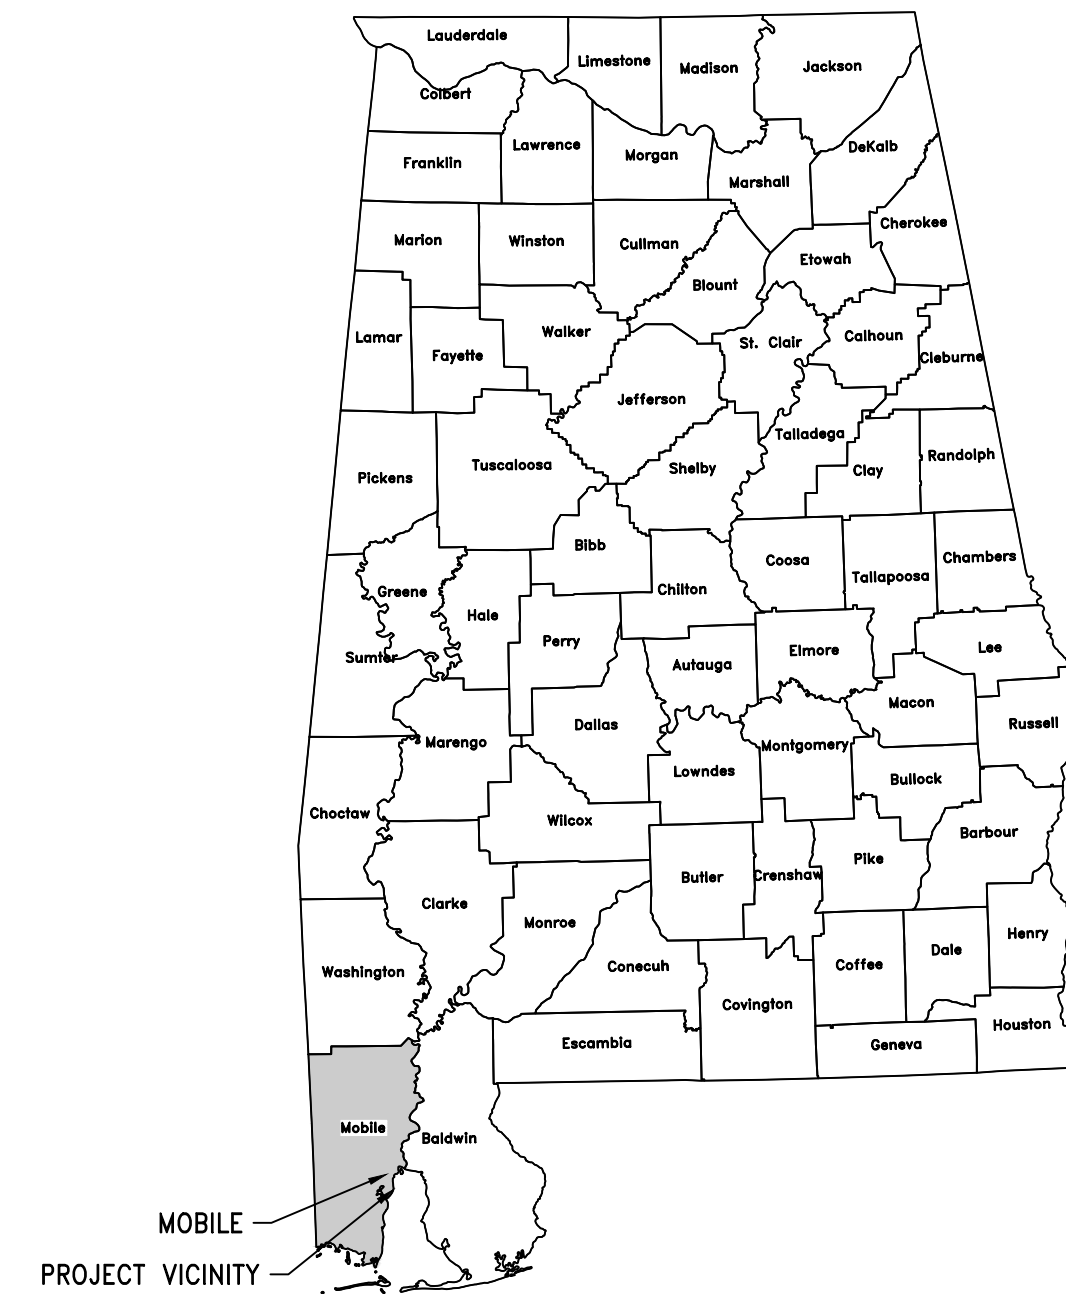 Lauderdale
Limestone
Madison
Jackson
Colbert
Lawrence
Morgan
DeKalb
Franklin
Marshall
Marion
Winston
Cullman
Cherokee
Etowah
Blount
Lamar
Fayette
Walker
St. Clair
Calhoun
Cleburne
Jefferson
Talladega
Pickens
Tuscaloosa
Shelby
Clay
Randolph
Bibb
Coosa
Chambers
Tallapoosa
Greene
Chilton
Hale
Perry
Elmore
Lee
Sumter
Autauga
Macon
Dallas
Russell
Marengo
Montgomery
Lowndes
Bullock
Choctaw
Wilcox
Barbour
Pike
Butler
Crenshaw
Clarke
Monroe
Henry
Dale
Washington
Conecuh
Coffee
Covington
Houston
Escambia
Geneva
Mobile
Baldwin
MOBILE
PROJECT VICINITY